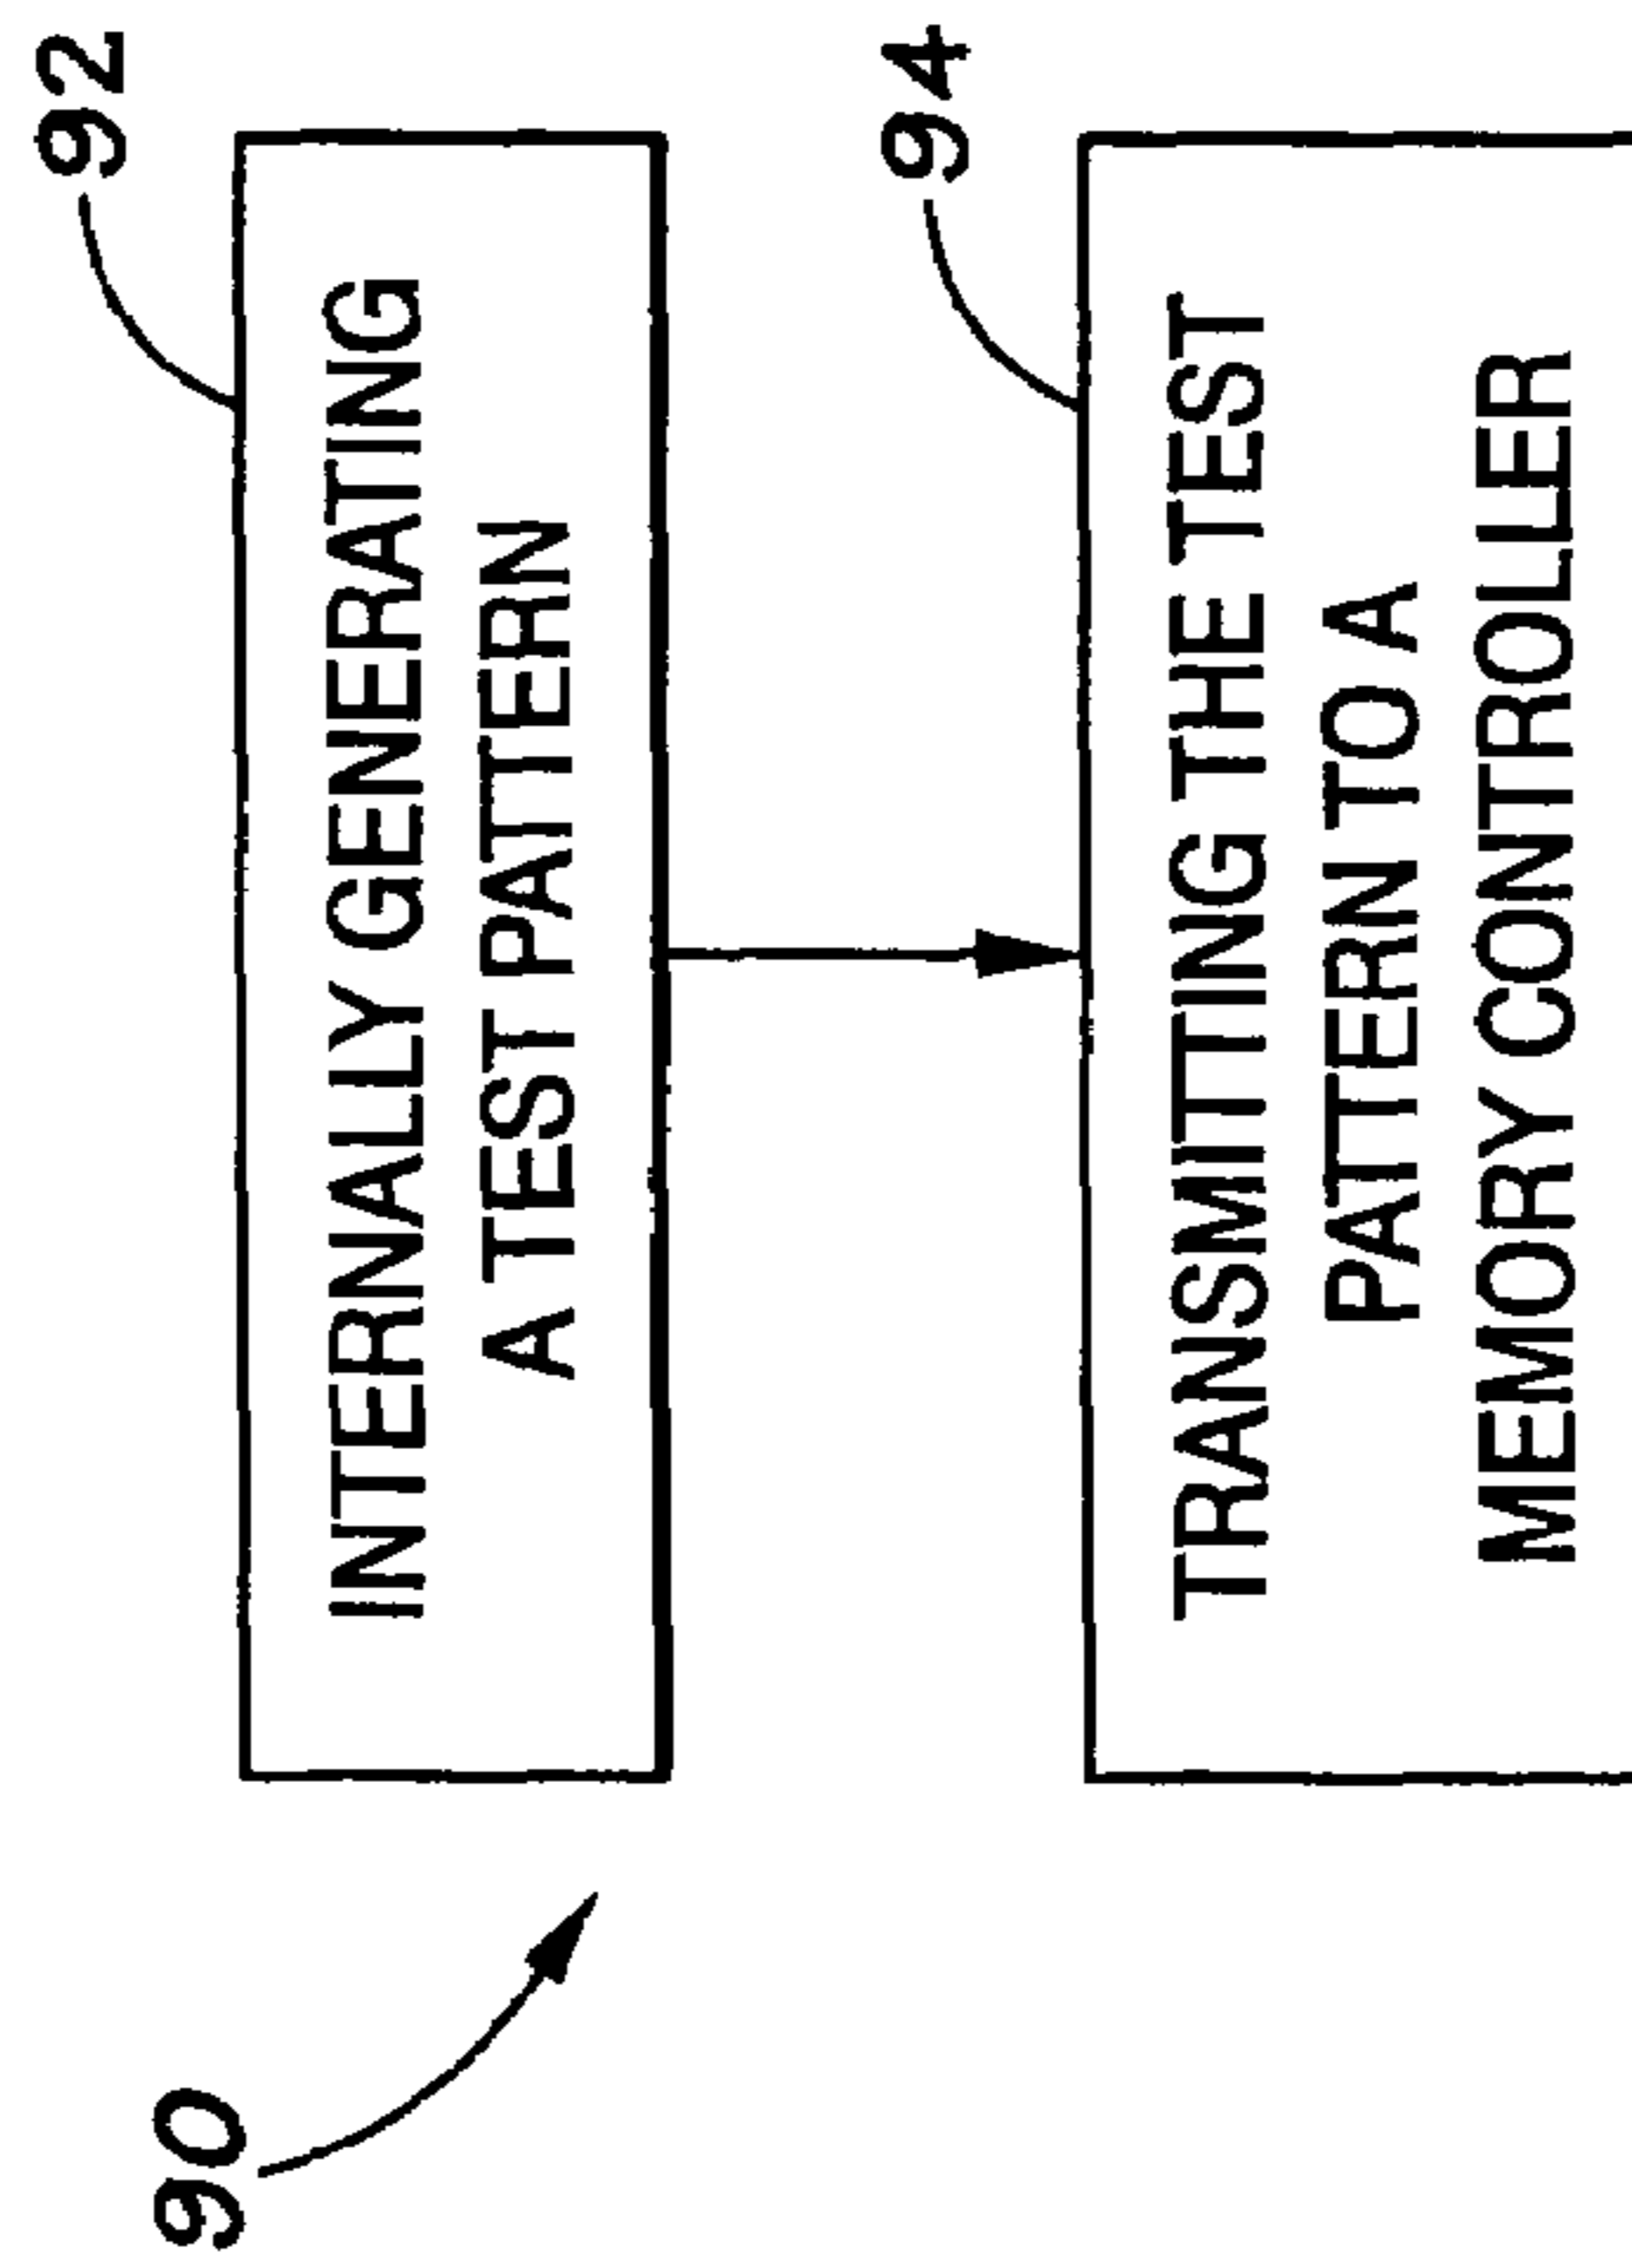 90
92
INTERNALLY GENERATING
A TEST PATTERN
94
TRANSMITTING THE TEST
PATTERN TO A
MEMORY CONTROLLER